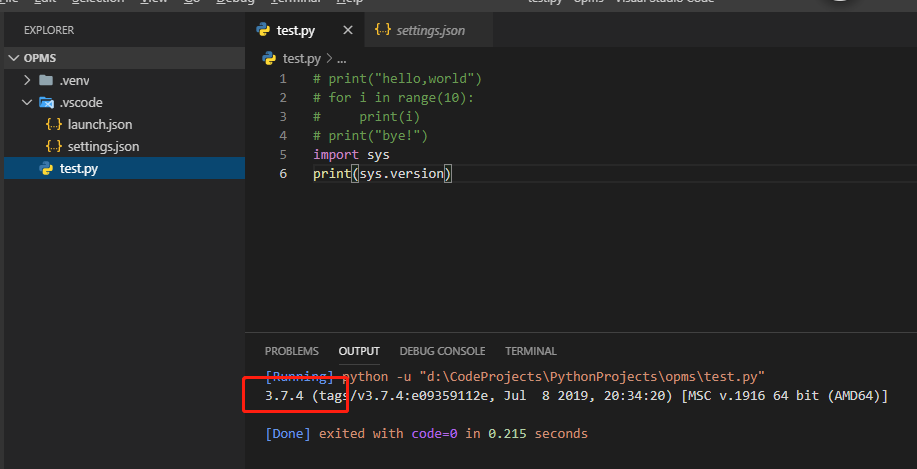 File Edit Selection View Go Debug Terminal Help test.py - opms - Visual Studio Code
EXPLORER
OPMS
.venv
.vscode
{..} launch.json
{..} settings.json
test.py
test.py × {..} settings.json
test.py > ...
1 # print("hello,world")
2 # for i in range(10):
3 #     print(i)
4 # print("bye!")
5 import sys
6 print(sys.version)
PROBLEMS OUTPUT DEBUG CONSOLE TERMINAL
[Running] python -u "d:\CodeProjects\PythonProjects\opms\test.py"
3.7.4 (tags/v3.7.4:e09359112e, Jul  8 2019, 20:34:20) [MSC v.1916 64 bit (AMD64)]
[Done] exited with code=0 in 0.215 seconds